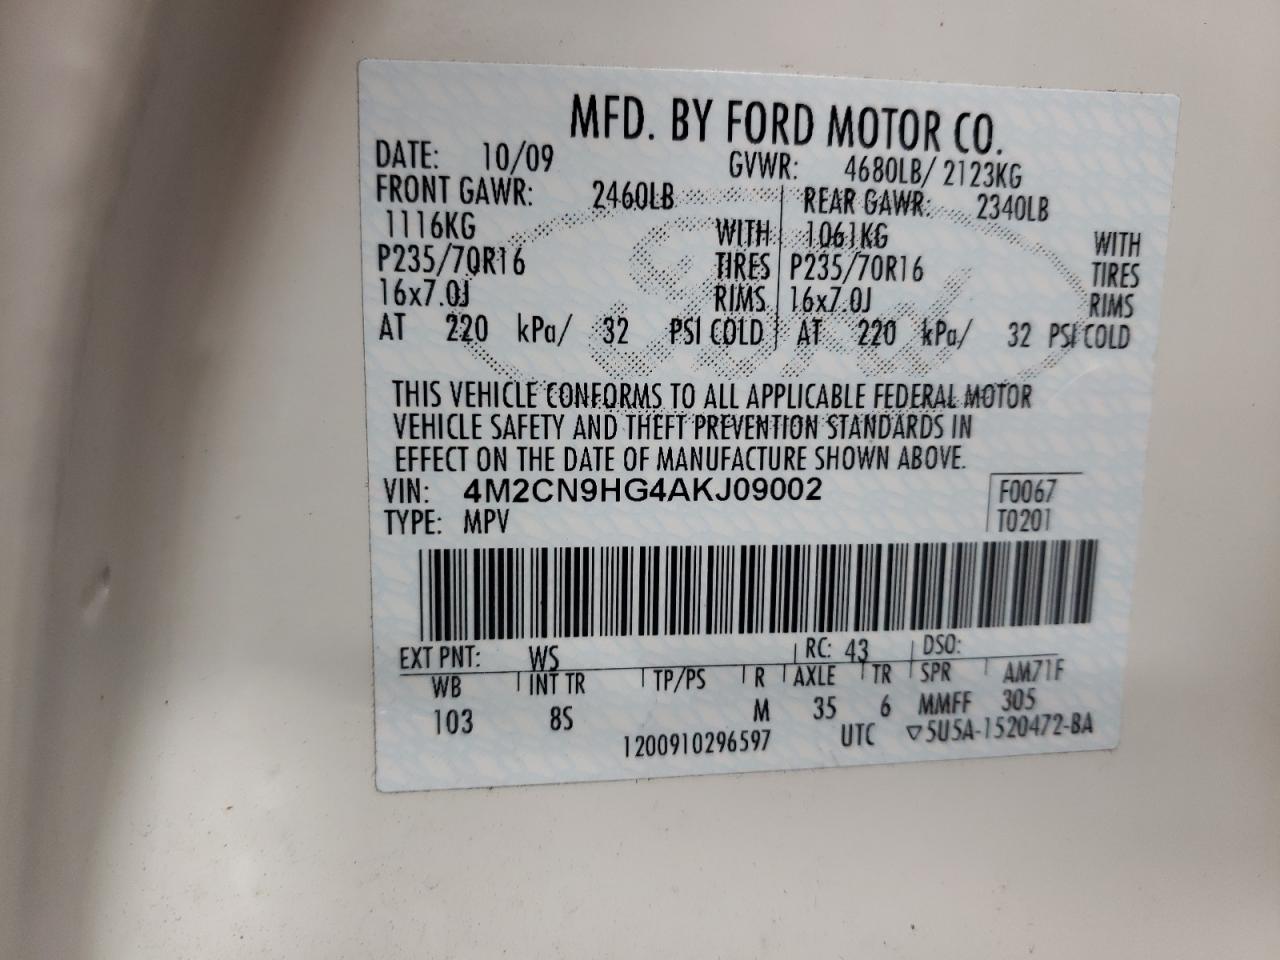 MFD. BY FORD MOTOR CO.
DATE: 10/09 GVWR: 4680LB/ 2123KG
FRONT GAWR: 2460LB REAR GAWR: 2340LB
1116KG WITH 1061KG WITH
P235/70R16 TIRES P235/70R16 TIRES
16x7.0J RIMS 16x7.0J RIMS
AT 220 kPa/ 32 PSI COLD AT 220 kPa/ 32 PSI COLD
Ford
THIS VEHICLE CONFORMS TO ALL APPLICABLE FEDERAL MOTOR
VEHICLE SAFETY AND THEFT PREVENTION STANDARDS IN
EFFECT ON THE DATE OF MANUFACTURE SHOWN ABOVE.
VIN: 4M2CN9HG4AKJ09002 F0067
TYPE: MPV T0201
EXT PNT: WS RC: 43 DSO:
WB INT TR TP/PS R AXLE TR SPR AM71F
103 8S M 35 6 MMFF 305
1200910296597 UTC ▽5U5A-1520472-BA